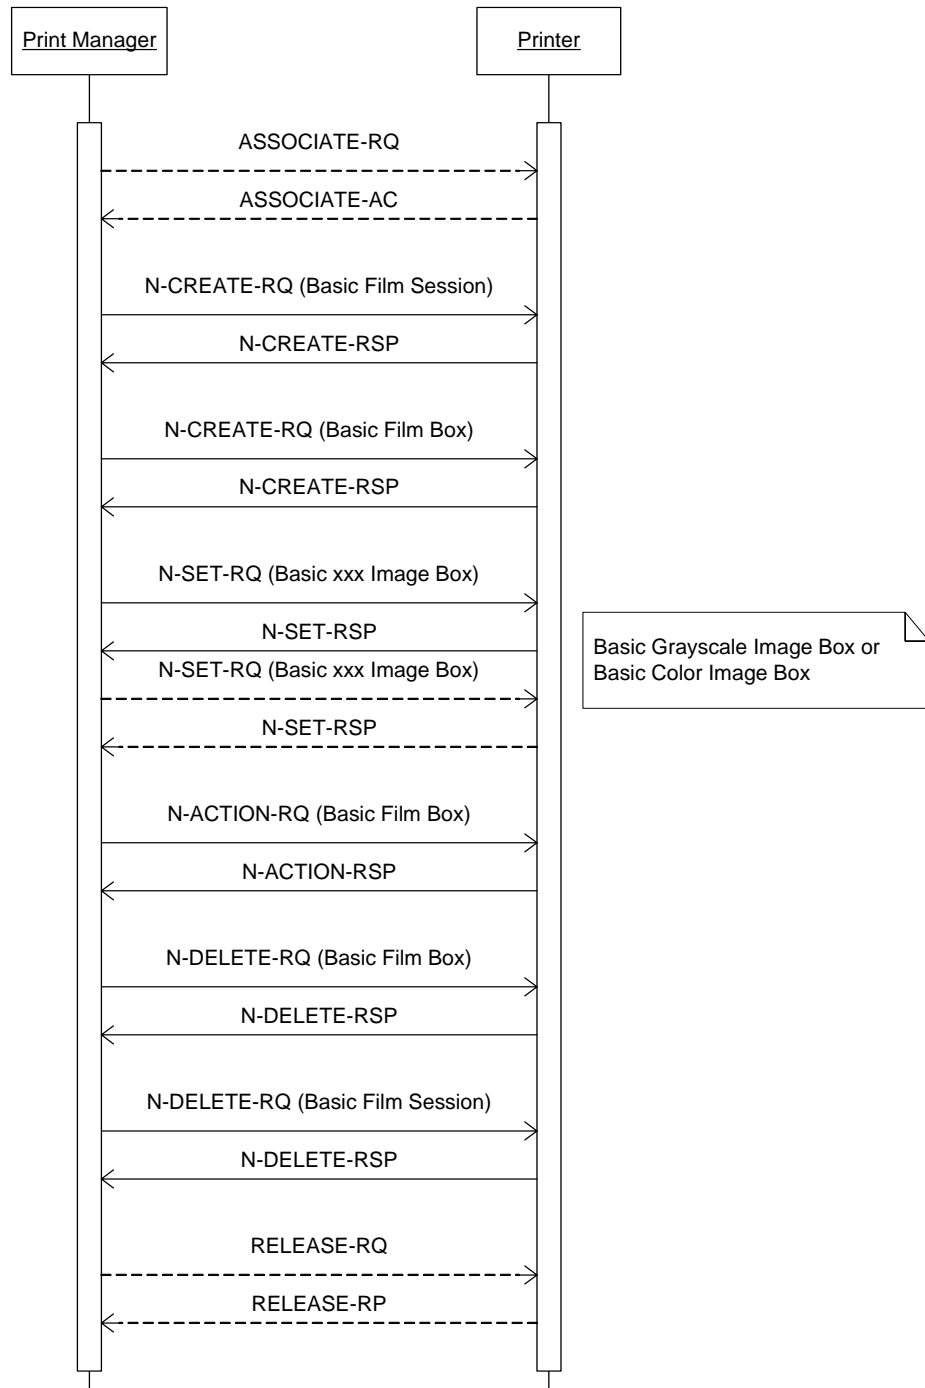 Print Manager
Printer
ASSOCIATE-RQ
ASSOCIATE-AC
N-CREATE-RQ (Basic Film Session)
N-CREATE-RSP
N-CREATE-RQ (Basic Film Box)
N-CREATE-RSP
N-SET-RQ (Basic xxx Image Box)
N-SET-RSP
Basic Grayscale Image Box or
Basic Color Image Box
N-SET-RQ (Basic xxx Image Box)
N-SET-RSP
N-ACTION-RQ (Basic Film Box)
N-ACTION-RSP
N-DELETE-RQ (Basic Film Box)
N-DELETE-RSP
N-DELETE-RQ (Basic Film Session)
N-DELETE-RSP
RELEASE-RQ
RELEASE-RP